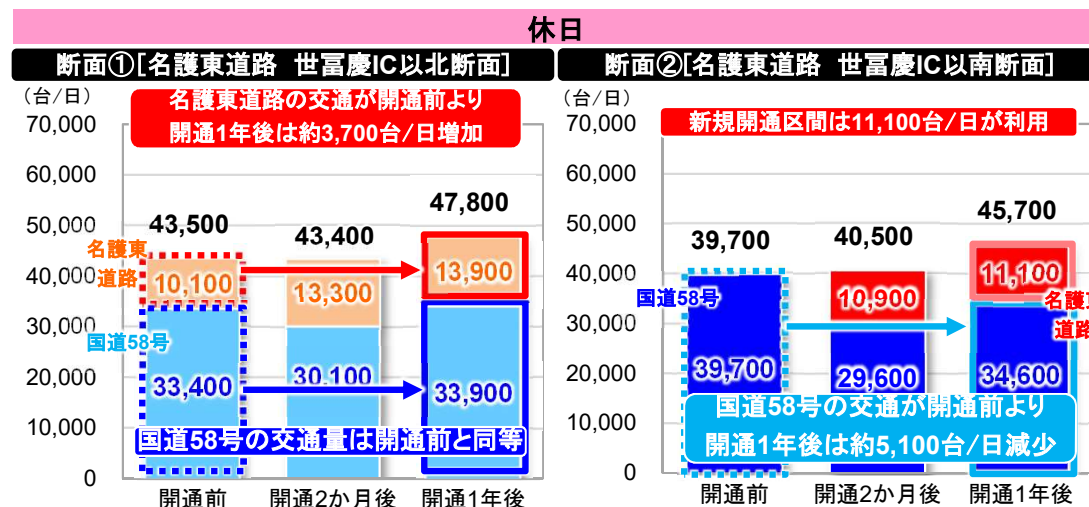 休日
断面①[名護東道路 世冨慶IC以北断面]
(台/日)
名護東道路の交通が開通前より
開通1年後は約3,700台/日増加
70,000
60,000
50,000
40,000
30,000
20,000
10,000
0
43,500
43,400
47,800
名護東
道路
10,100
13,300
13,900
国道58号
33,400
30,100
33,900
国道58号の交通量は開通前と同等
開通前
開通2か月後
開通1年後
断面②[名護東道路 世冨慶IC以南断面]
(台/日)
新規開通区間は11,100台/日が利用
70,000
60,000
50,000
40,000
30,000
20,000
10,000
0
39,700
40,500
45,700
国道58号
10,900
11,100
名護東
道路
39,700
29,600
34,600
国道58号の交通が開通前より
開通1年後は約5,100台/日減少
開通前
開通2か月後
開通1年後